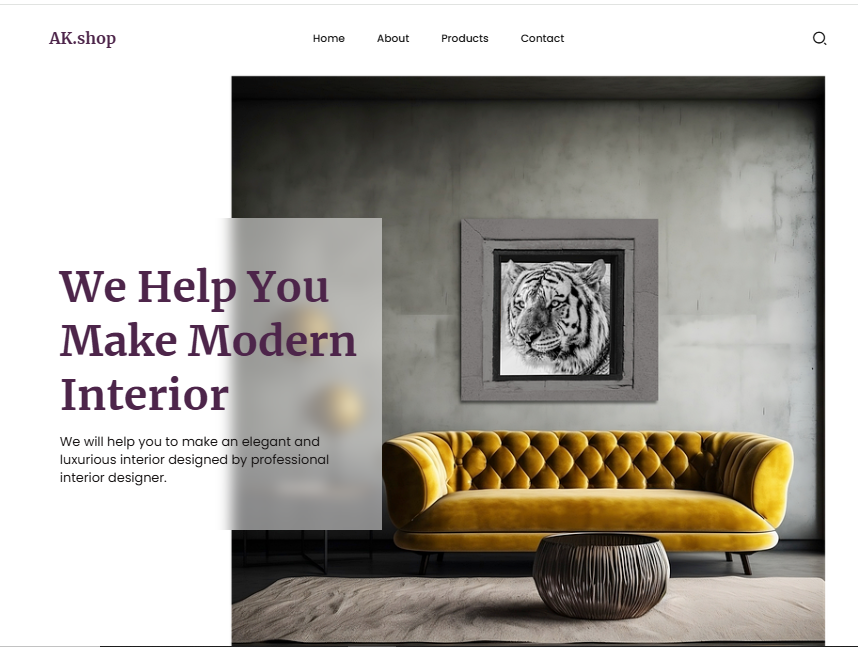 AK.shop
Home About Products Contact
We Help You
Make Modern
Interior
We will help you to make an elegant and
luxurious interior designed by professional
interior designer.